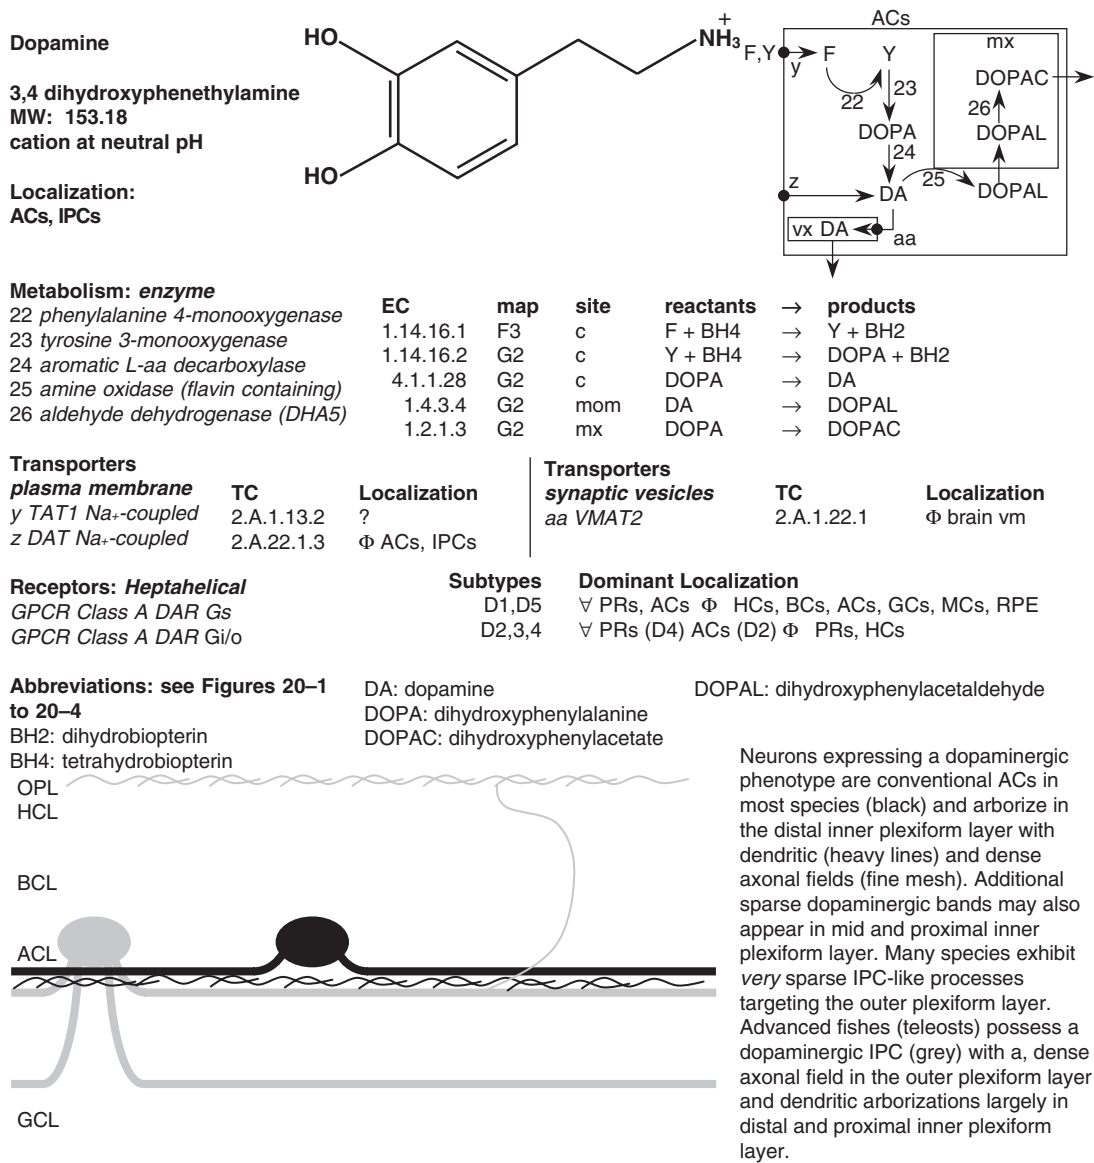 Dopamine
3,4 dihydroxyphenethylamine
MW: 153.18
cation at neutral pH
Localization:
ACs, IPCs
HO
HO
+
NH3
ACs
mx
F,Y
y
F
Y
22
23
DOPA
24
z
DA
25
DOPAL
26
DOPAL
DOPAC
vx DA
aa
Metabolism: enzyme
22 phenylalanine 4-monooxygenase
23 tyrosine 3-monooxygenase
24 aromatic L-aa decarboxylase
25 amine oxidase (flavin containing)
26 aldehyde dehydrogenase (DHA5)
EC map site reactants → products
1.14.16.1 F3 c F + BH4 → Y + BH2
1.14.16.2 G2 c Y + BH4 → DOPA + BH2
4.1.1.28 G2 c DOPA → DA
1.4.3.4 G2 mom DA → DOPAL
1.2.1.3 G2 mx DOPA → DOPAC
Transporters
plasma membrane TC Localization
y TAT1 Na+-coupled 2.A.1.13.2 ?
z DAT Na+-coupled 2.A.22.1.3 Φ ACs, IPCs
Transporters
synaptic vesicles TC Localization
aa VMAT2 2.A.1.22.1 Φ brain vm
Receptors: Heptahelical Subtypes Dominant Localization
GPCR Class A DAR Gs D1,D5 ∀ PRs, ACs Φ HCs, BCs, ACs, GCs, MCs, RPE
GPCR Class A DAR Gi/o D2,3,4 ∀ PRs (D4) ACs (D2) Φ PRs, HCs
Abbreviations: see Figures 20–1
to 20–4
BH2: dihydrobiopterin
BH4: tetrahydrobiopterin
DA: dopamine
DOPA: dihydroxyphenylalanine
DOPAC: dihydroxyphenylacetate
DOPAL: dihydroxyphenylacetaldehyde
OPL
HCL
BCL
ACL
GCL
Neurons expressing a dopaminergic
phenotype are conventional ACs in
most species (black) and arborize in
the distal inner plexiform layer with
dendritic (heavy lines) and dense
axonal fields (fine mesh). Additional
sparse dopaminergic bands may also
appear in mid and proximal inner
plexiform layer. Many species exhibit
very sparse IPC-like processes
targeting the outer plexiform layer.
Advanced fishes (teleosts) possess a
dopaminergic IPC (grey) with a, dense
axonal field in the outer plexiform layer
and dendritic arborizations largely in
distal and proximal inner plexiform
layer.